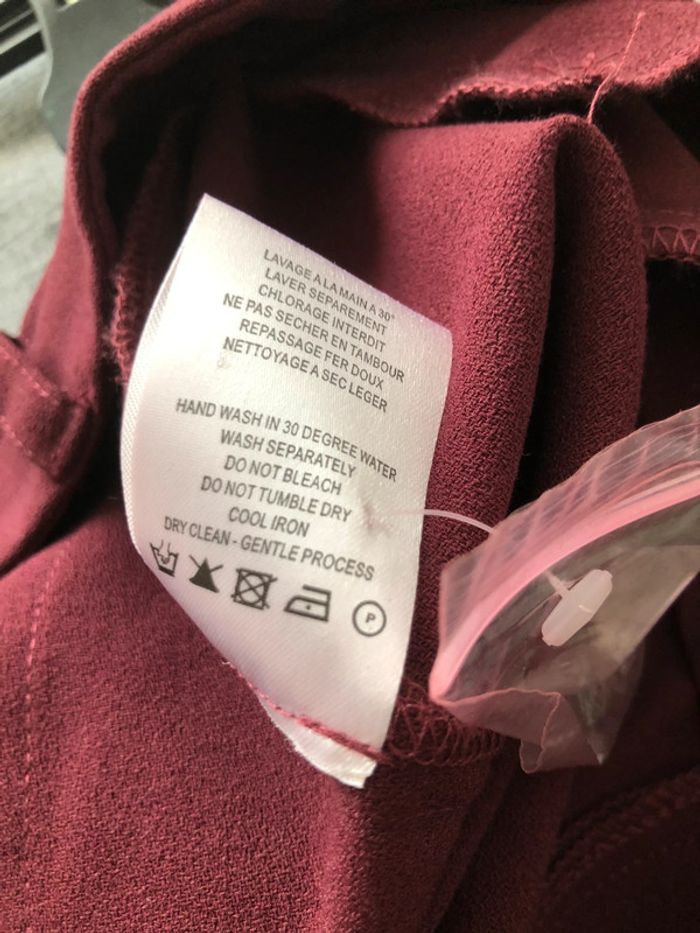 LAVAGE A LA MAIN A 30°
LAVER SEPAREMENT
CHLORAGE INTERDIT
NE PAS SECHER EN TAMBOUR
REPASSAGE FER DOUX
NETTOYAGE A SEC LEGER
HAND WASH IN 30 DEGREE WATER
WASH SEPARATELY
DO NOT BLEACH
DO NOT TUMBLE DRY
COOL IRON
DRY CLEAN - GENTLE PROCESS
P